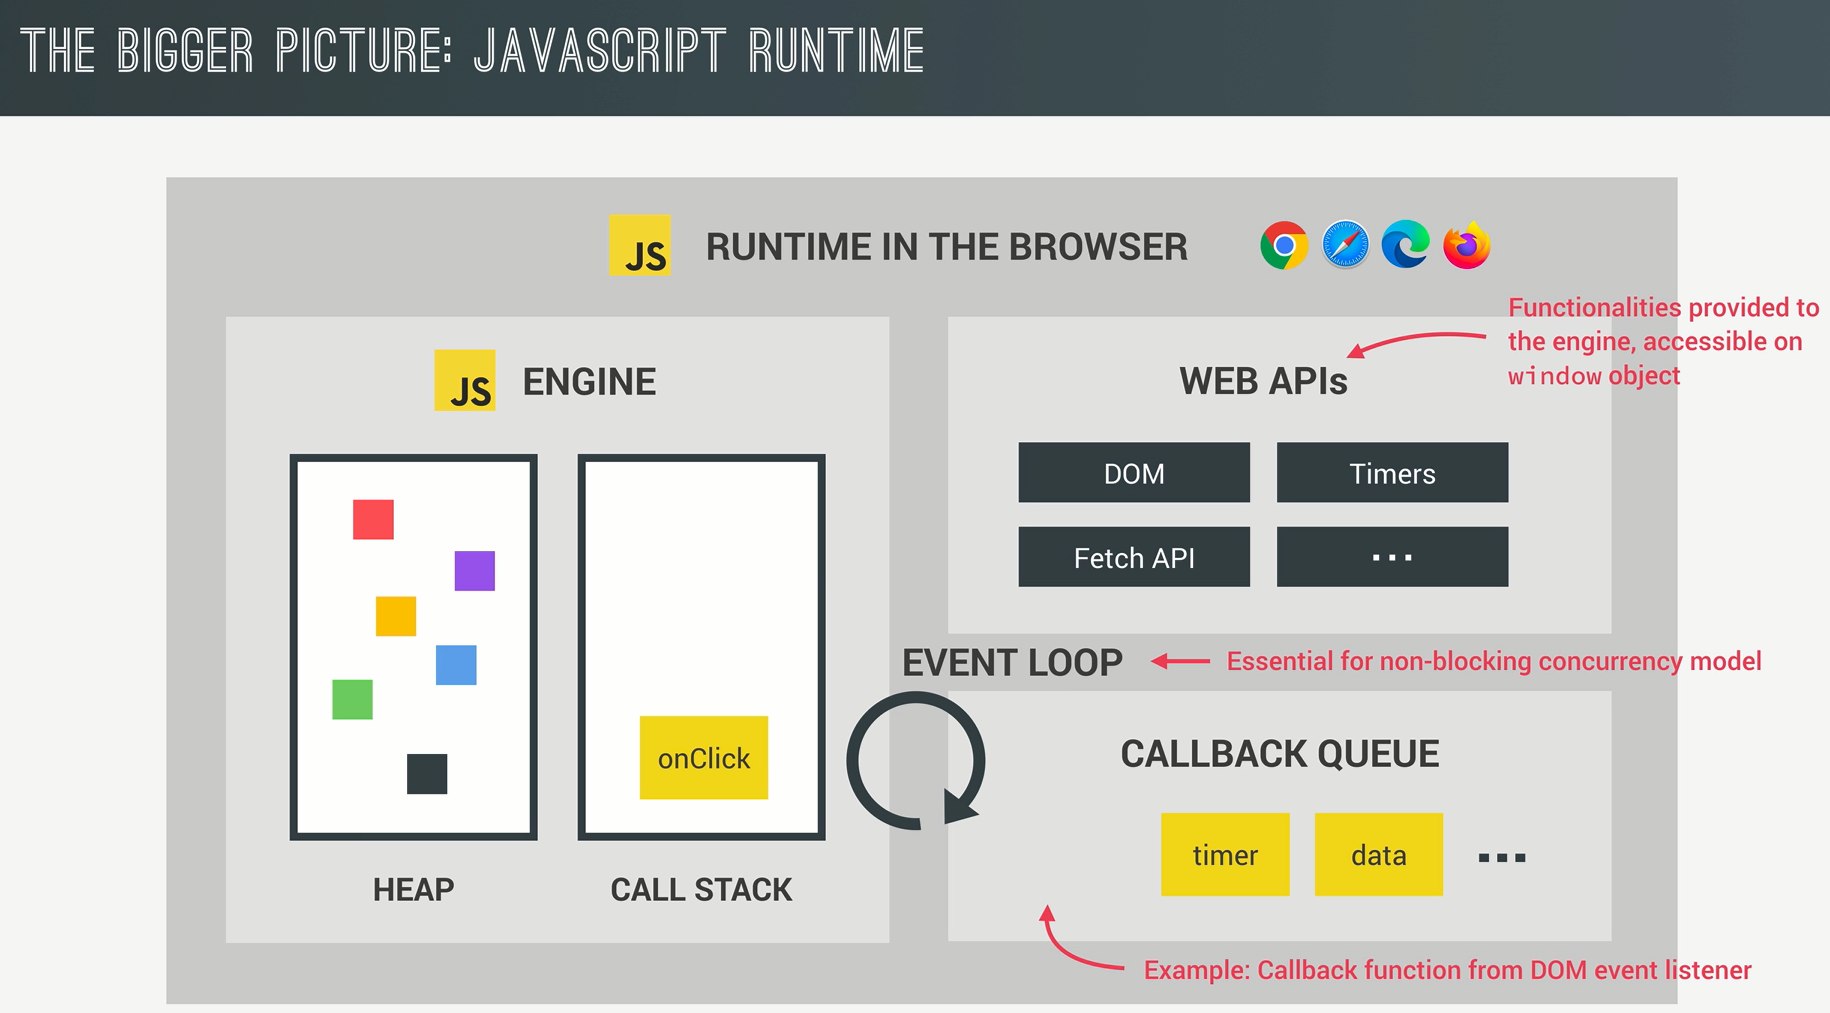 THE BIGGER PICTURE: JAVASCRIPT RUNTIME
JS
RUNTIME IN THE BROWSER
Functionalities provided to
the engine, accessible on
window object
JS
ENGINE
HEAP
onClick
CALL STACK
WEB APIs
DOM
Timers
Fetch API
...
EVENT LOOP
Essential for non-blocking concurrency model
CALLBACK QUEUE
timer
data
...
Example: Callback function from DOM event listener